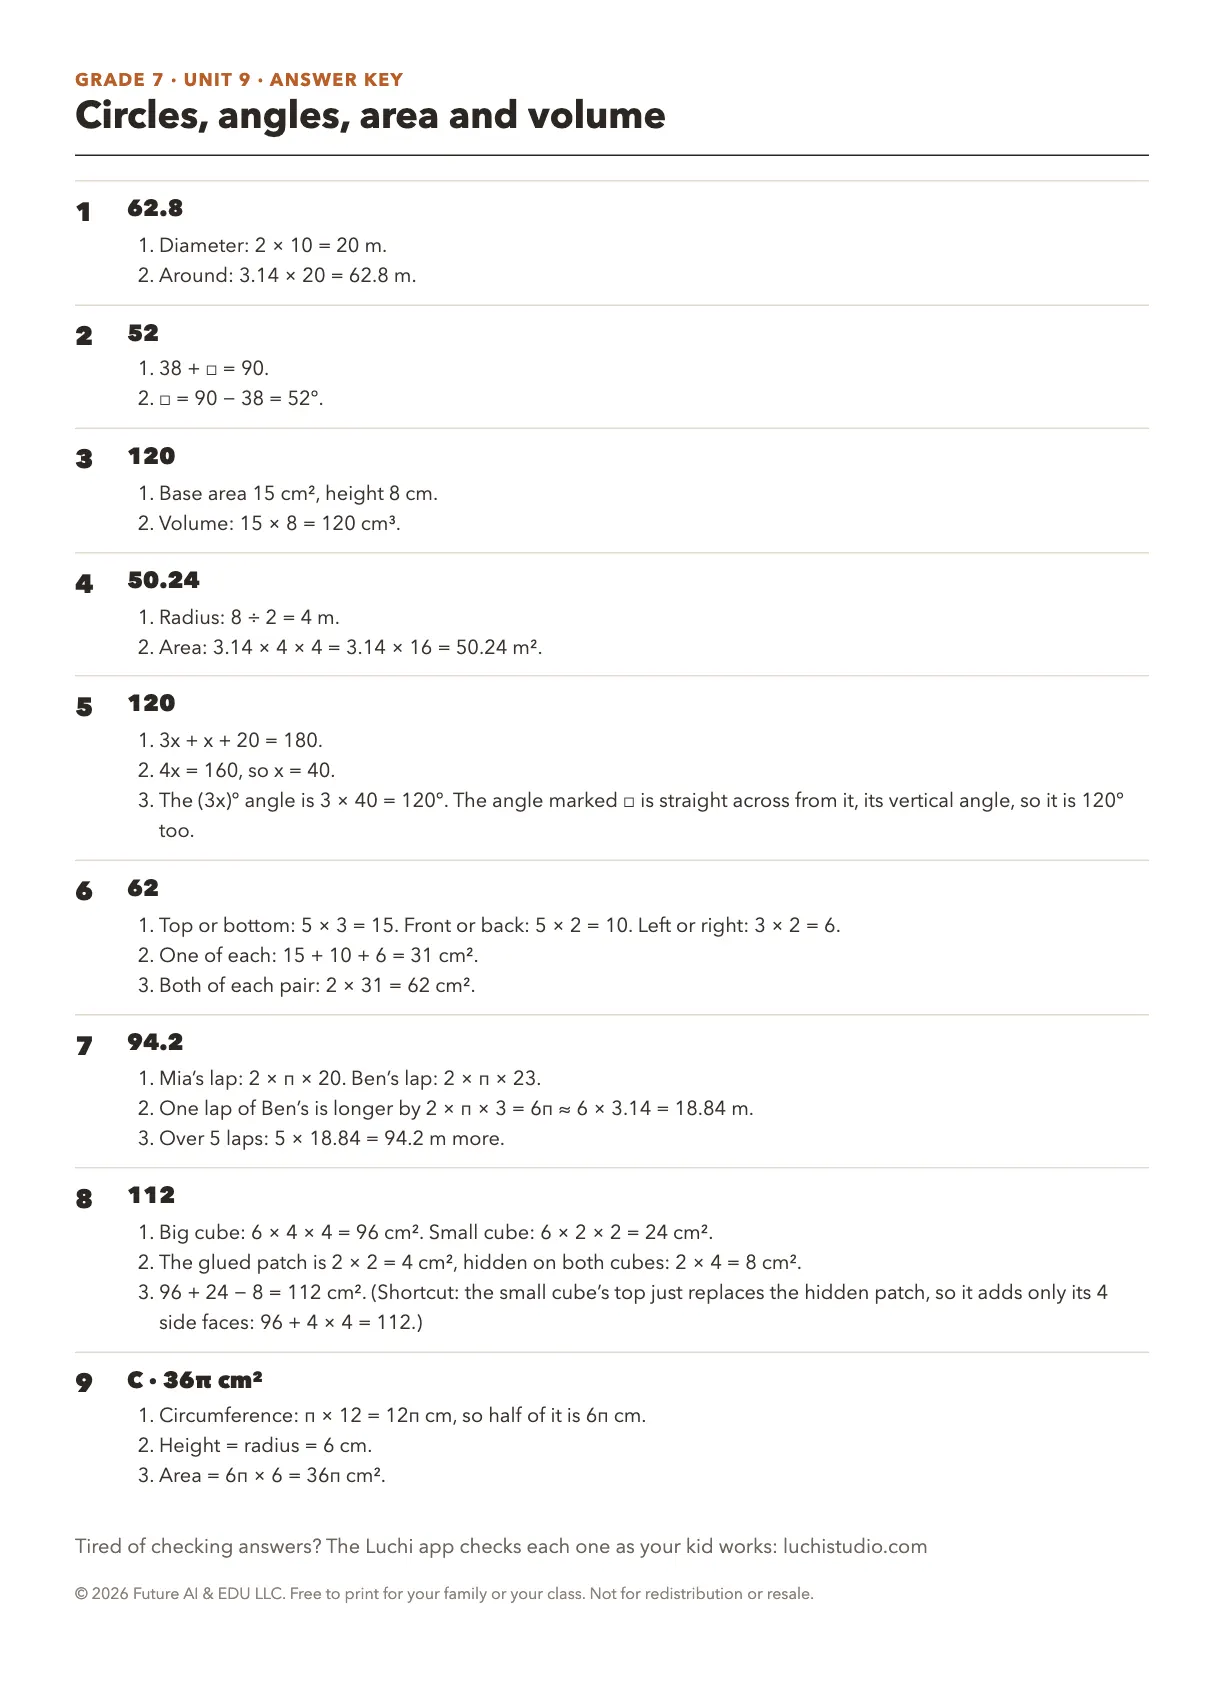 GRADE 7 · UNIT 9 · ANSWER KEY
Circles, angles, area and volume
1 62.8
1. Diameter: 2 × 10 = 20 m.
2. Around: 3.14 × 20 = 62.8 m.
2 52
1. 38 + □ = 90.
2. □ = 90 − 38 = 52°.
3 120
1. Base area 15 cm², height 8 cm.
2. Volume: 15 × 8 = 120 cm³.
4 50.24
1. Radius: 8 ÷ 2 = 4 m.
2. Area: 3.14 × 4 × 4 = 3.14 × 16 = 50.24 m².
5 120
1. 3x + x + 20 = 180.
2. 4x = 160, so x = 40.
3. The (3x)° angle is 3 × 40 = 120°. The angle marked □ is straight across from it, its vertical angle, so it is 120°
too.
6 62
1. Top or bottom: 5 × 3 = 15. Front or back: 5 × 2 = 10. Left or right: 3 × 2 = 6.
2. One of each: 15 + 10 + 6 = 31 cm².
3. Both of each pair: 2 × 31 = 62 cm².
7 94.2
1. Mia’s lap: 2 × π × 20. Ben’s lap: 2 × π × 23.
2. One lap of Ben’s is longer by 2 × π × 3 = 6π ≈ 6 × 3.14 = 18.84 m.
3. Over 5 laps: 5 × 18.84 = 94.2 m more.
8 112
1. Big cube: 6 × 4 × 4 = 96 cm². Small cube: 6 × 2 × 2 = 24 cm².
2. The glued patch is 2 × 2 = 4 cm², hidden on both cubes: 2 × 4 = 8 cm².
3. 96 + 24 − 8 = 112 cm². (Shortcut: the small cube’s top just replaces the hidden patch, so it adds only its 4
side faces: 96 + 4 × 4 = 112.)
9 C · 36π cm²
1. Circumference: π × 12 = 12π cm, so half of it is 6π cm.
2. Height = radius = 6 cm.
3. Area = 6π × 6 = 36π cm².
Tired of checking answers? The Luchi app checks each one as your kid works: luchistudio.com
© 2026 Future AI & EDU LLC. Free to print for your family or your class. Not for redistribution or resale.